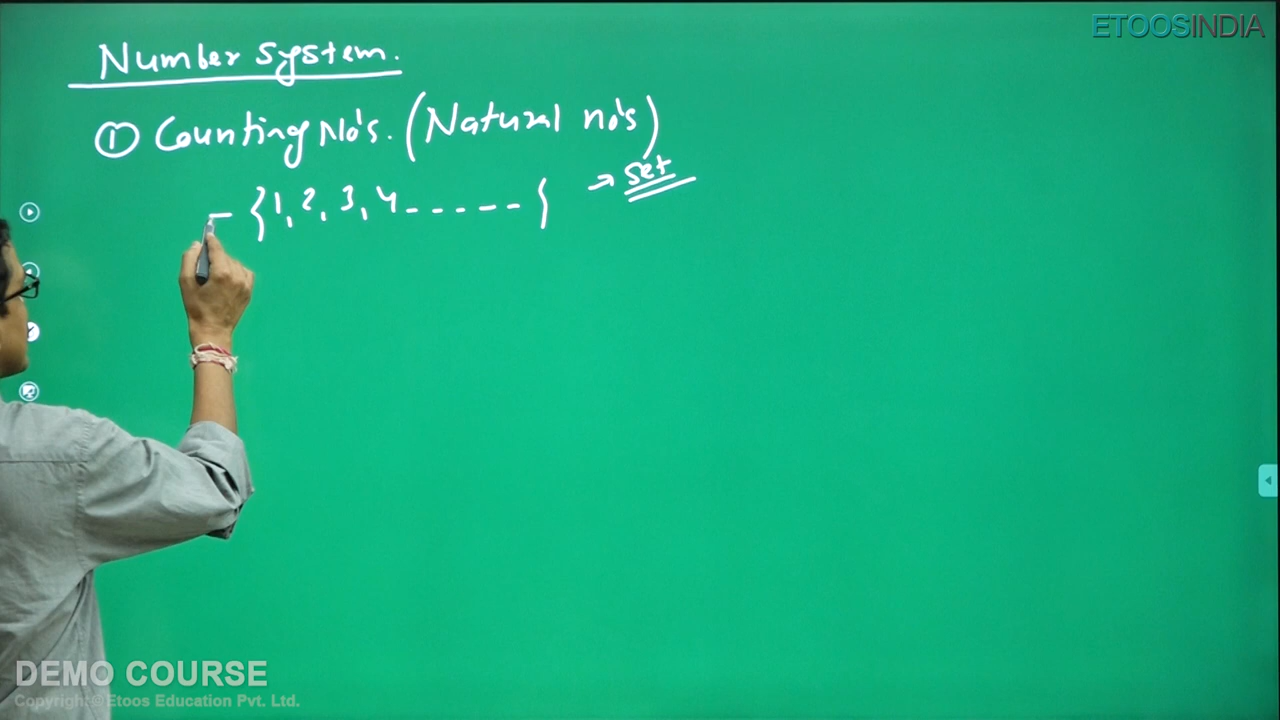 ETOOSINDIA
Number System.
① Counting No's. (Natural no's)
→ Set
- {1, 2, 3, 4 - - - - - }
DEMO COURSE
Copyright © Etoos Education Pvt. Ltd.